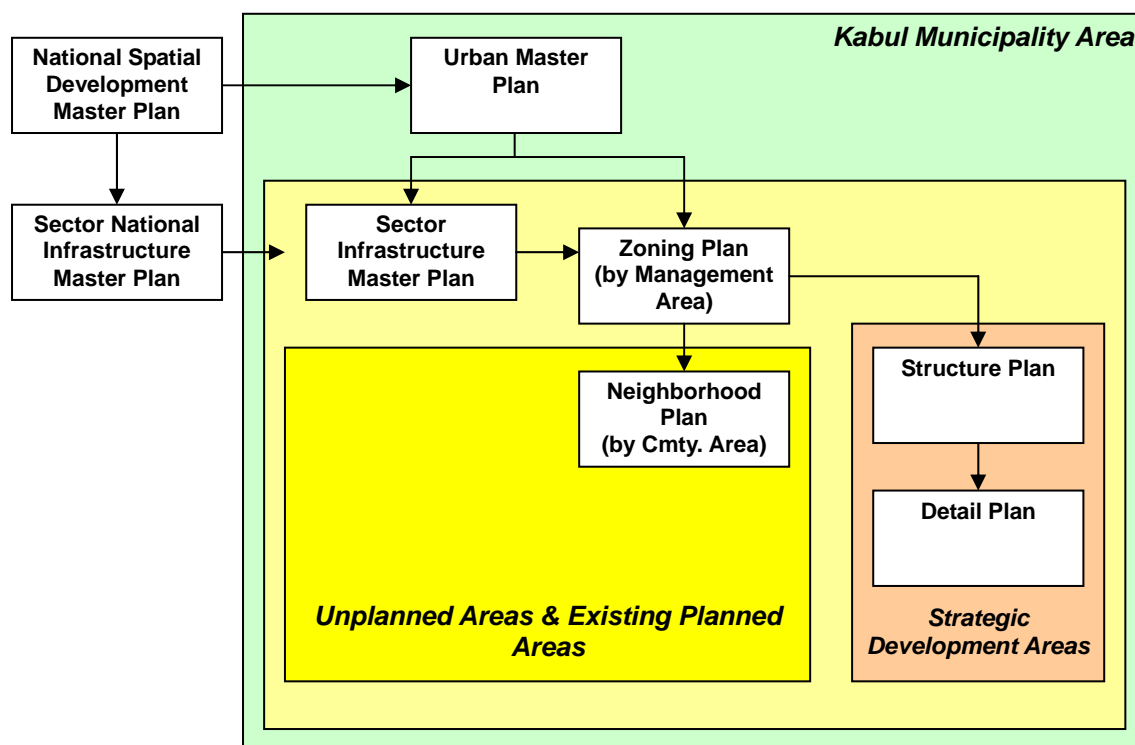 Kabul Municipality Area
National Spatial
Development
Master Plan
Urban Master
Plan
Sector National
Infrastructure
Master Plan
Sector
Infrastructure
Master Plan
Zoning Plan
(by Management
Area)
Structure Plan
Neighborhood
Plan
(by Cmty. Area)
Detail Plan
Unplanned Areas & Existing Planned
Areas
Strategic
Development Areas